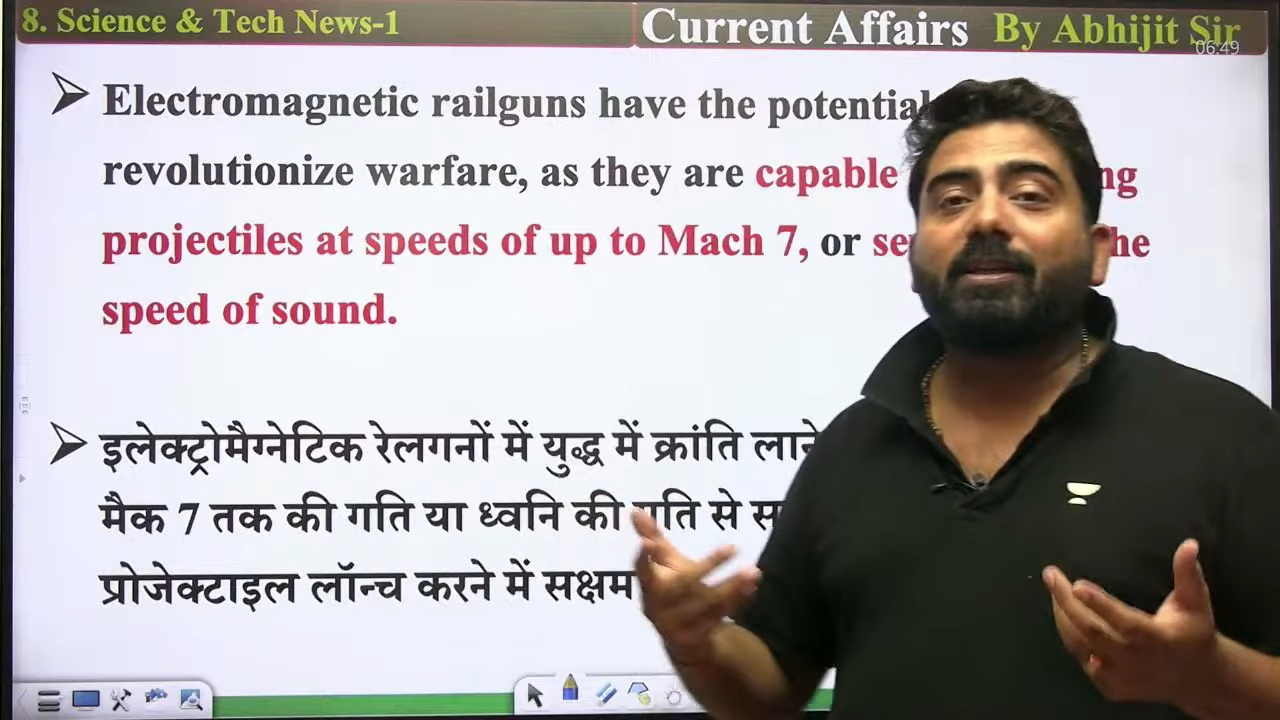 8. Science & Tech News-1
Current Affairs By Abhijit Sir
06:49
Electromagnetic railguns have the potential
revolutionize warfare, as they are capable
projectiles at speeds of up to Mach 7, or
speed of sound.
इलेक्ट्रोमैग्नेटिक रेलगनों में युद्ध में क्रांति लाने
मैक 7 तक की गति या ध्वनि की गति से
प्रोजेक्टाइल लॉन्च करने में सक्षम